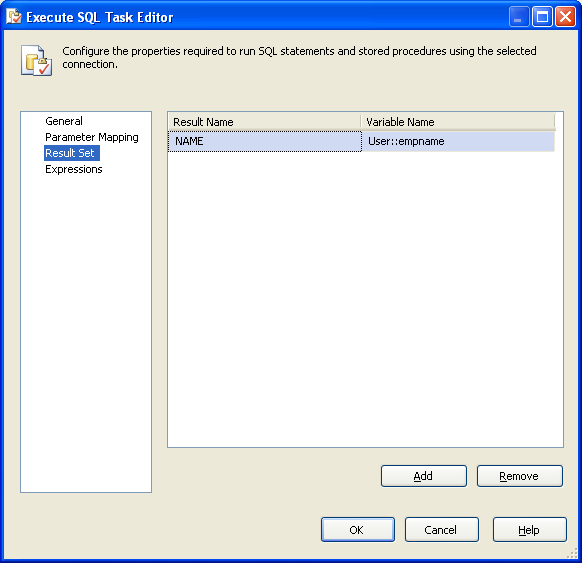 Execute SQL Task Editor
Configure the properties required to run SQL statements and stored procedures using the selected
connection.
General
Parameter Mapping
Result Set
Expressions
Result Name Variable Name
NAME User::empname
Add Remove
OK Cancel Help